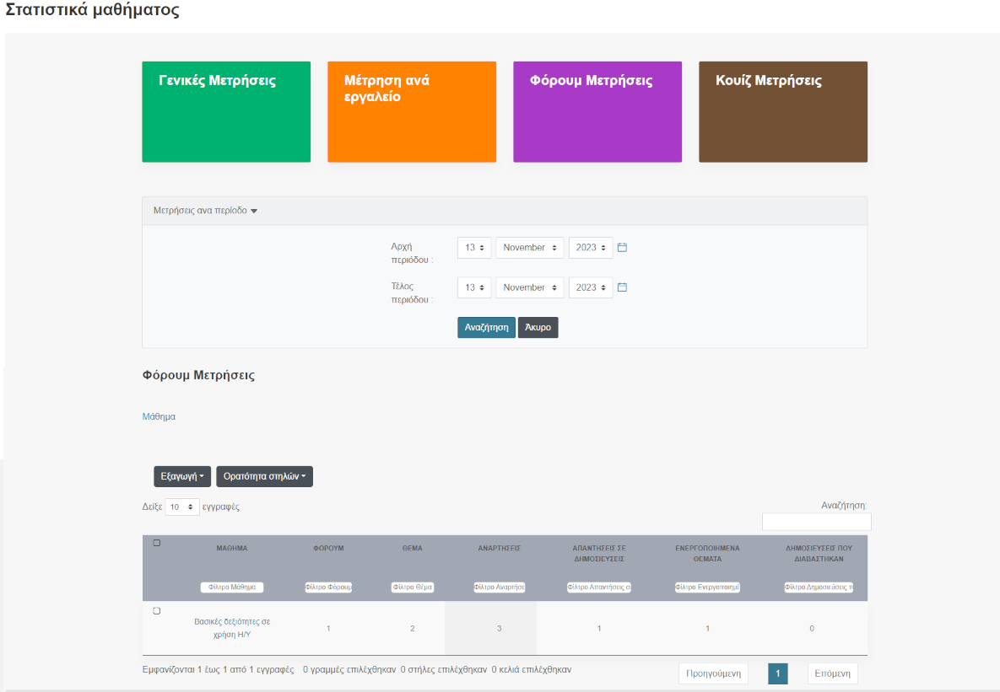 Στατιστικά μαθήματος
Γενικές Μετρήσεις
Μέτρηση ανά
εργαλείο
Φόρουμ Μετρήσεις
Κουίζ Μετρήσεις
Μετρήσεις ανα περίοδο
Αρχή
περιόδου :
13 November 2023
Τέλος
περιόδου :
13 November 2023
Αναζήτηση Άκυρο
Φόρουμ Μετρήσεις
Μάθημα
Εξαγωγή Ορατότητα στηλών
Δείξε 10 εγγραφές
Αναζήτηση:
ΜΑΘΗΜΑ ΦΟΡΟΥΜ ΘΕΜΑ ΑΝΑΡΤΗΣΕΙΣ ΑΠΑΝΤΗΣΕΙΣ ΣΕ ΕΝΕΡΓΟΠΟΙΗΜΕΝΑ ΔΗΜΟΣΙΕΥΣΕΙΣ ΠΟΥ
ΔΗΜΟΣΙΕΥΣΕΙΣ ΘΕΜΑΤΑ ΔΙΑΒΑΣΤΗΚΑΝ
Φίλτρο Μάθημα Φίλτρο Φόρουμ Φίλτρο Θέμα Φίλτρο Αναρτήσε Φίλτρο Απαντήσεις σ Φίλτρο Ενεργοποιημέ Φίλτρο Δημοσιεύσεις π
Βασικές δεξιότητες σε
χρήση Η/Υ
1 2 3 1 1 0
Εμφανίζονται 1 έως 1 από 1 εγγραφές 0 γραμμές επιλέχθηκαν 0 στήλες επιλέχθηκαν 0 κελιά επιλέχθηκαν
Προηγούμενη 1 Επόμενη